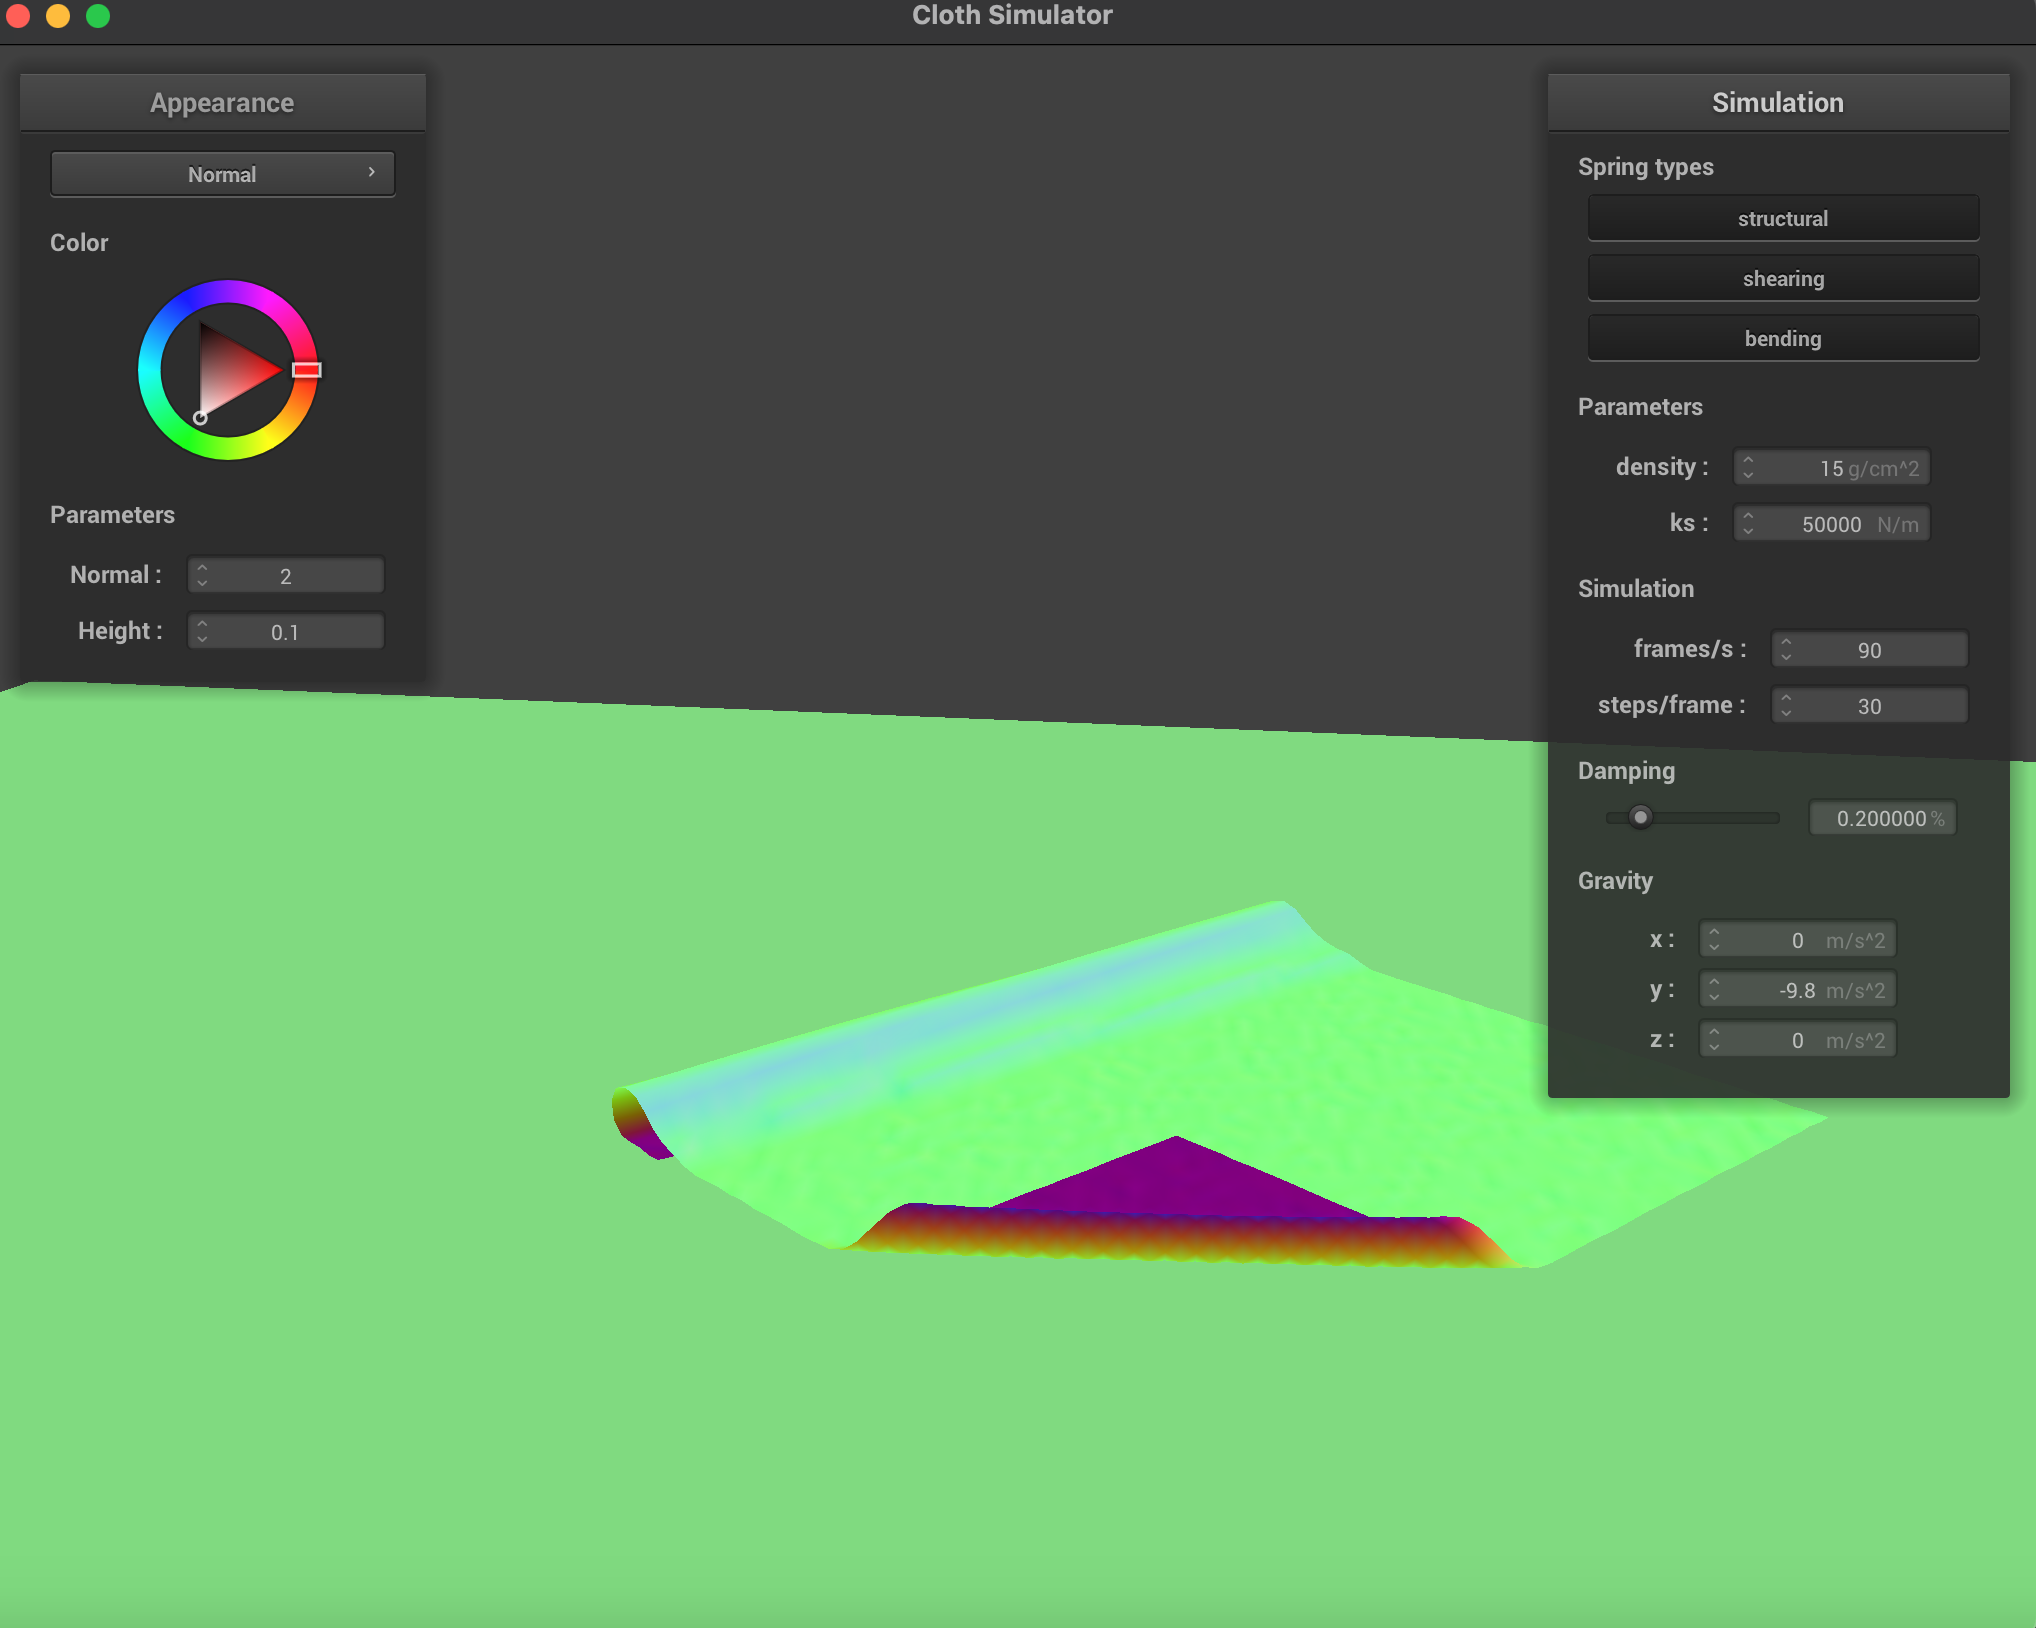 Cloth Simulator
Appearance
Normal
Color
Parameters
Normal :
2
Height :
0.1
Simulation
Spring types
structural
shearing
bending
Parameters
density :
15 g/cm^2
ks :
50000 N/m
Simulation
frames/s :
90
steps/frame :
30
Damping
0.200000 %
Gravity
x :
0 m/s^2
y :
-9.8 m/s^2
z :
0 m/s^2